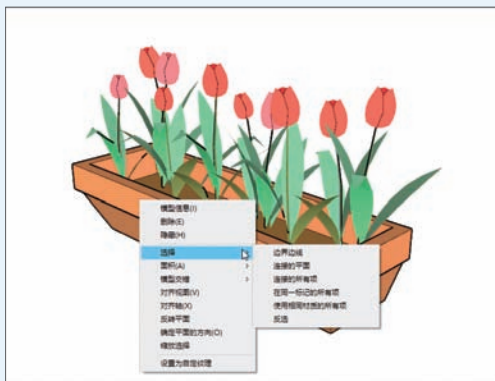 模型信息(I)
删除(E)
隐藏(H)
选择
面积(A)
模型交错
对齐视图(V)
对齐轴(X)
反转平面
确定平面的方向(O)
缩放选择
设置为自定纹理
边界边线
连接的平面
连接的所有项
在同一标记的所有项
使用相同材质的所有项
反选